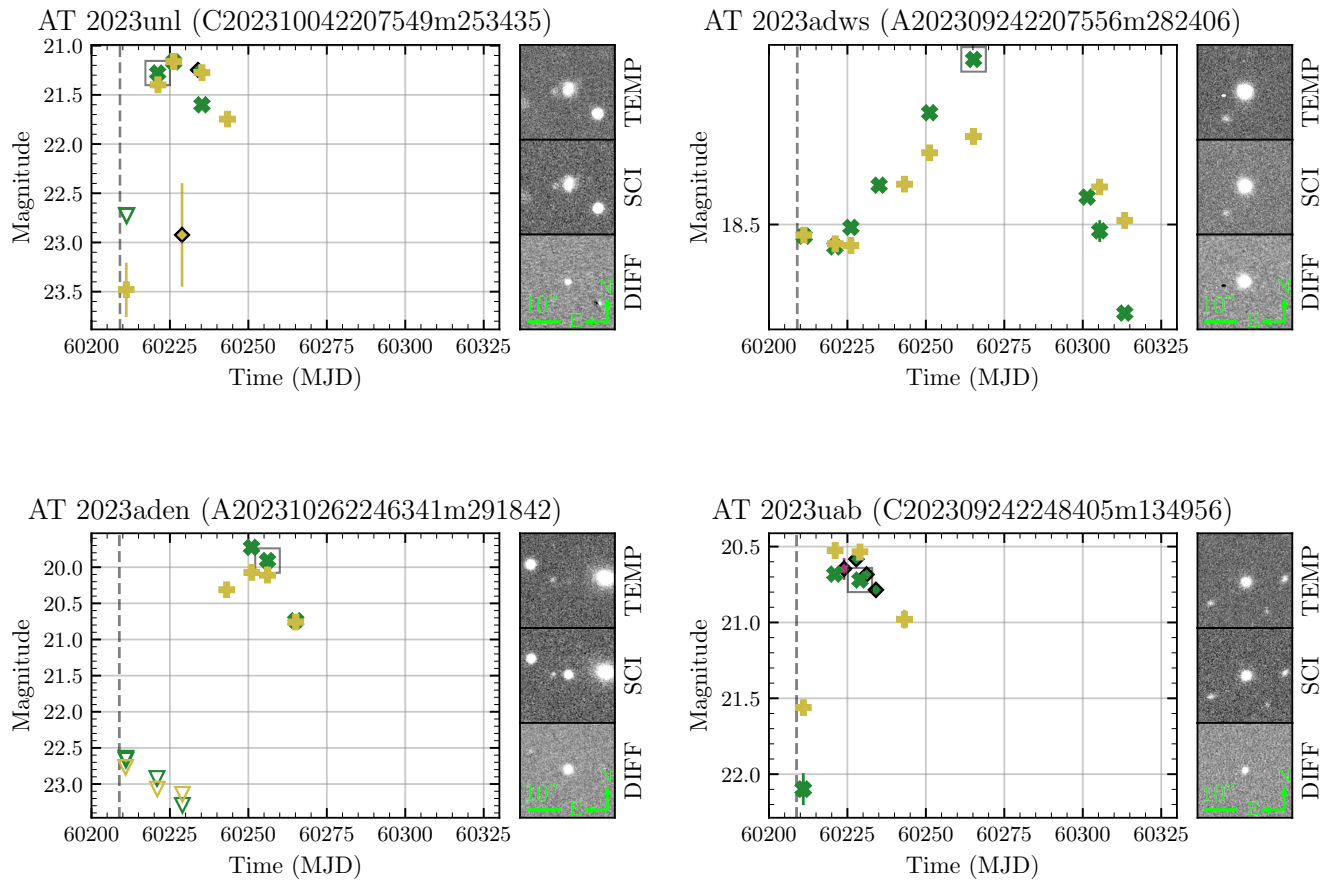 AT 2023unl (C202310042207549m253435)
21.0
21.5
22.0
22.5
23.0
23.5
Magnitude
60200 60225 60250 60275 60300 60325
Time (MJD)
TEMP
SCI
DIFF
10"
N
E
AT 2023adws (A202309242207556m282406)
18.5
Magnitude
60200 60225 60250 60275 60300 60325
Time (MJD)
TEMP
SCI
DIFF
10"
N
E
AT 2023aden (A202310262246341m291842)
20.0
20.5
21.0
21.5
22.0
22.5
23.0
Magnitude
60200 60225 60250 60275 60300 60325
Time (MJD)
TEMP
SCI
DIFF
10"
N
E
AT 2023uab (C202309242248405m134956)
20.5
21.0
21.5
22.0
Magnitude
60200 60225 60250 60275 60300 60325
Time (MJD)
TEMP
SCI
DIFF
10"
N
E